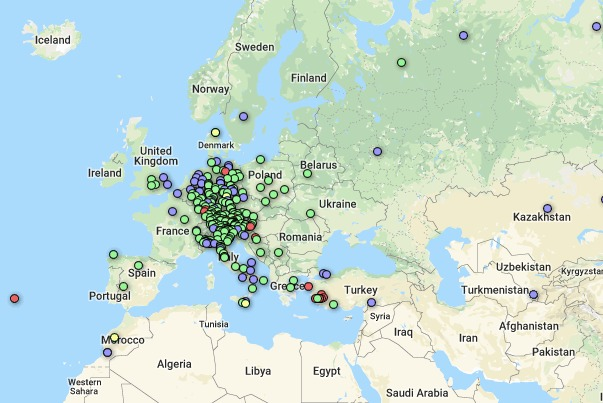 Iceland
Sweden
Finland
Norway
Denmark
United
Kingdom
Ireland
Belarus
Poland
Ukraine
Kazakhstan
France
Romania
Uzbekistan
Kyrgyzstan
Spain
Greece
Turkey
Turkmenistan
Portugal
Syria
Afghanistan
Tunisia
Iraq
Iran
Morocco
Pakistan
Algeria
Libya
Egypt
Western
Sahara
Saudi Arabia